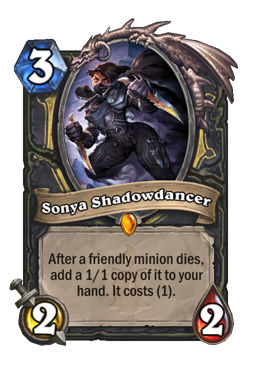 3
Sonya Shadowdancer
After a friendly minion dies,
add a 1/1 copy of it to your
hand. It costs (1).
2 2